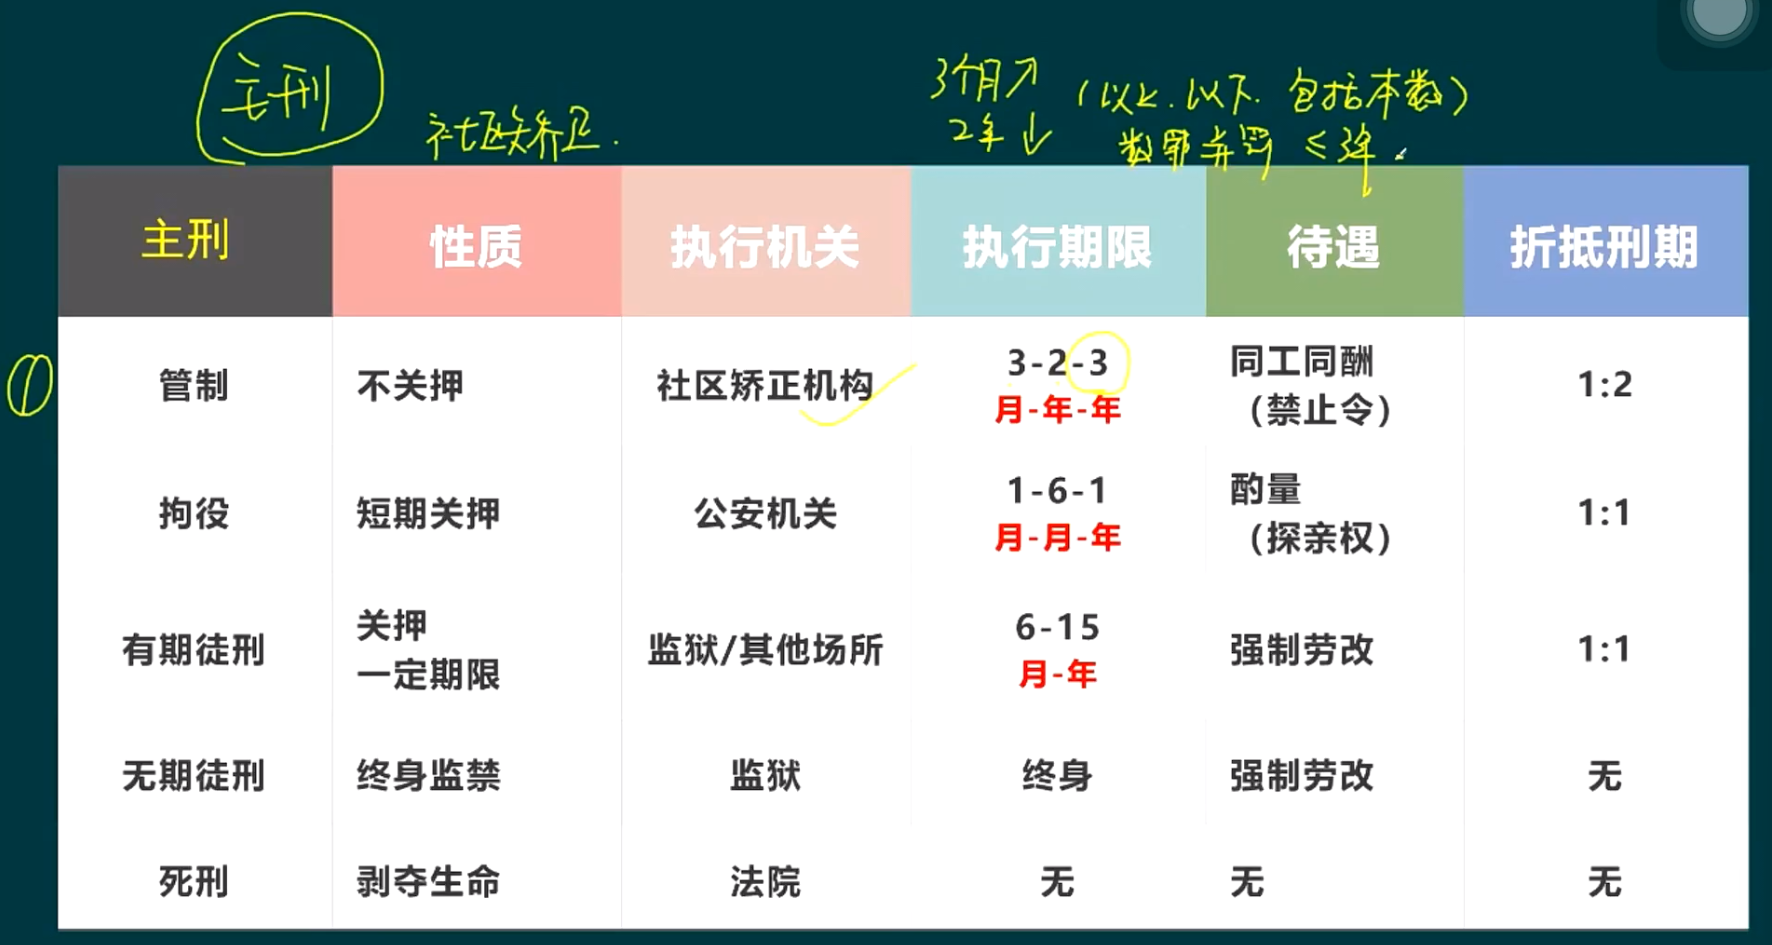 主刑
社区矫正.
3个月↗ (以上.以下.包括本数)
2年↓ 数罪并罚 ≤3年.
主刑 性质 执行机关 执行期限 待遇 折抵刑期
①
管制 不关押 社区矫正机构 3-2-3 同工同酬 1:2
月-年-年 (禁止令)
拘役 短期关押 公安机关 1-6-1 酌量 1:1
月-月-年 (探亲权)
有期徒刑 关押 监狱/其他场所 6-15 强制劳改 1:1
一定期限 月-年
无期徒刑 终身监禁 监狱 终身 强制劳改 无
死刑 剥夺生命 法院 无 无 无